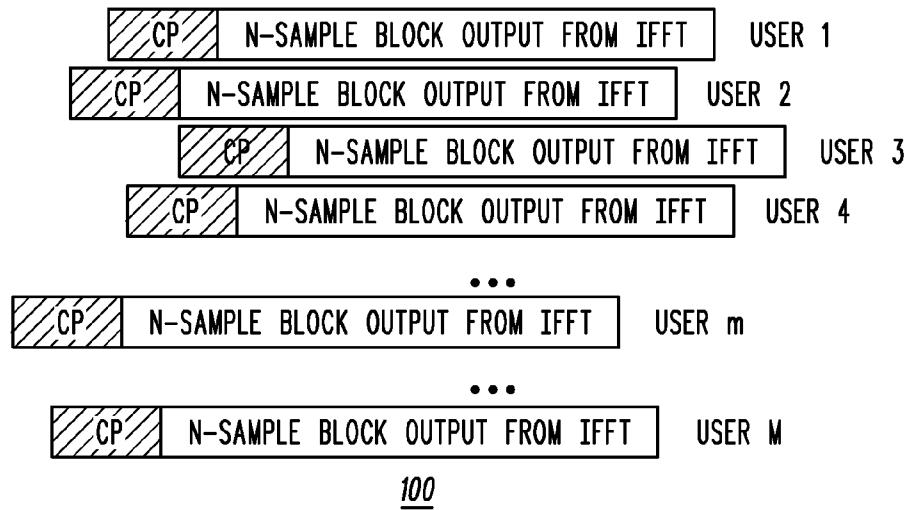 CP N-SAMPLE BLOCK OUTPUT FROM IFFT USER 1
CP N-SAMPLE BLOCK OUTPUT FROM IFFT USER 2
CP N-SAMPLE BLOCK OUTPUT FROM IFFT USER 3
CP N-SAMPLE BLOCK OUTPUT FROM IFFT USER 4
•••
CP N-SAMPLE BLOCK OUTPUT FROM IFFT USER m
•••
CP N-SAMPLE BLOCK OUTPUT FROM IFFT USER M
100